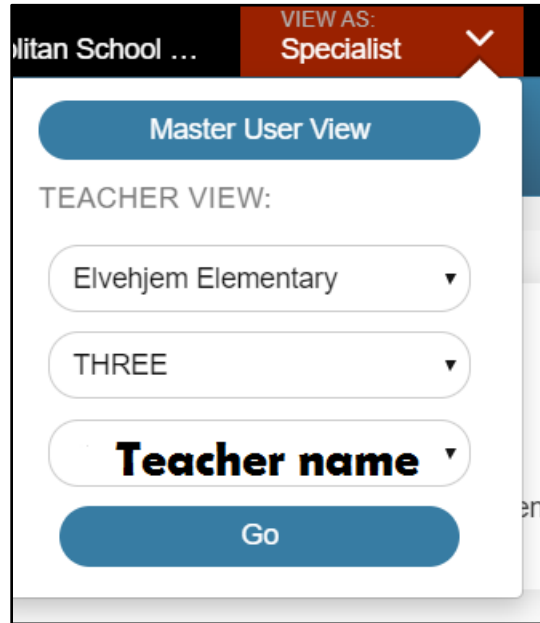 VIEW AS:
olitan School ...
Specialist
Master User View
TEACHER VIEW:
Elvehjem Elementary
THREE
Teacher name
Go